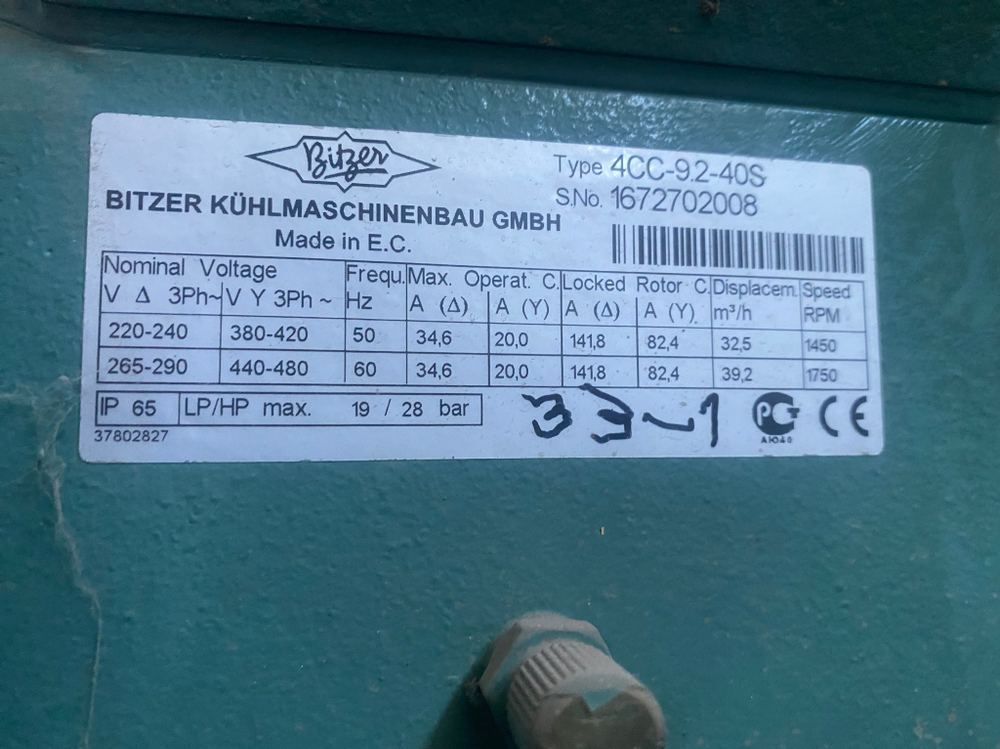 Bitzer
BITZER KÜHLMASCHINENBAU GMBH
Made in E.C.
Type 4CC-9.2-40S
S.No. 1672702008
Nominal Voltage Frequ. Max. Operat. C. Locked Rotor C. Displacem. Speed
V Δ 3Ph~ V Y 3Ph ~ Hz A (Δ) A (Y) A (Δ) A (Y) m³/h RPM
220-240 380-420 50 34,6 20,0 141,8 82,4 32,5 1450
265-290 440-480 60 34,6 20,0 141,8 82,4 39,2 1750
IP 65 LP/HP max. 19 / 28 bar
33~1
PCT
CE
37802827